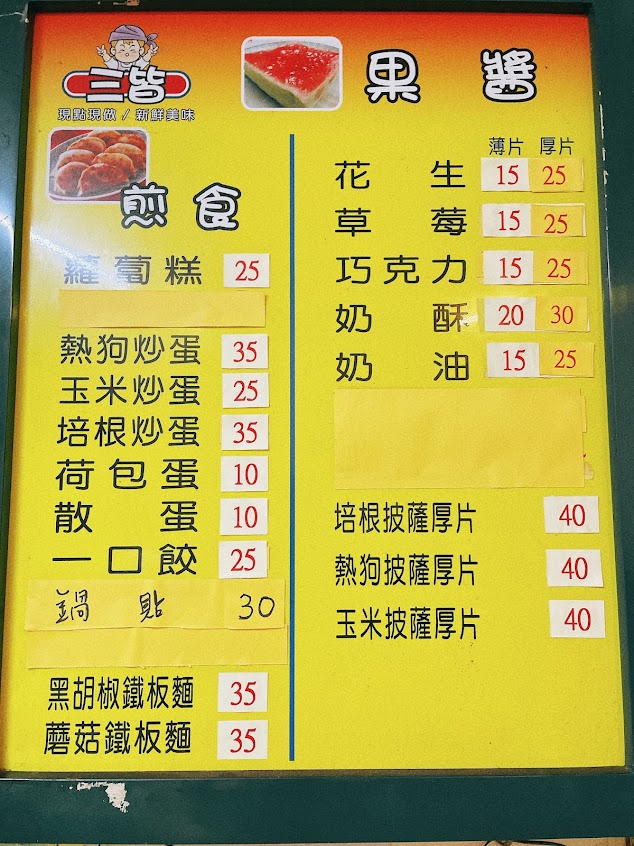 三皆
現點現做 / 新鮮美味
煎食
蘿蔔糕 25
熱狗炒蛋 35
玉米炒蛋 25
培根炒蛋 35
荷包蛋 10
散蛋 10
一口餃 25
鍋貼 30
黑胡椒鐵板麵 35
蘑菇鐵板麵 35
果醬
薄片 厚片
花生 15 25
草莓 15 25
巧克力 15 25
奶酥 20 30
奶油 15 25
培根披薩厚片 40
熱狗披薩厚片 40
玉米披薩厚片 40